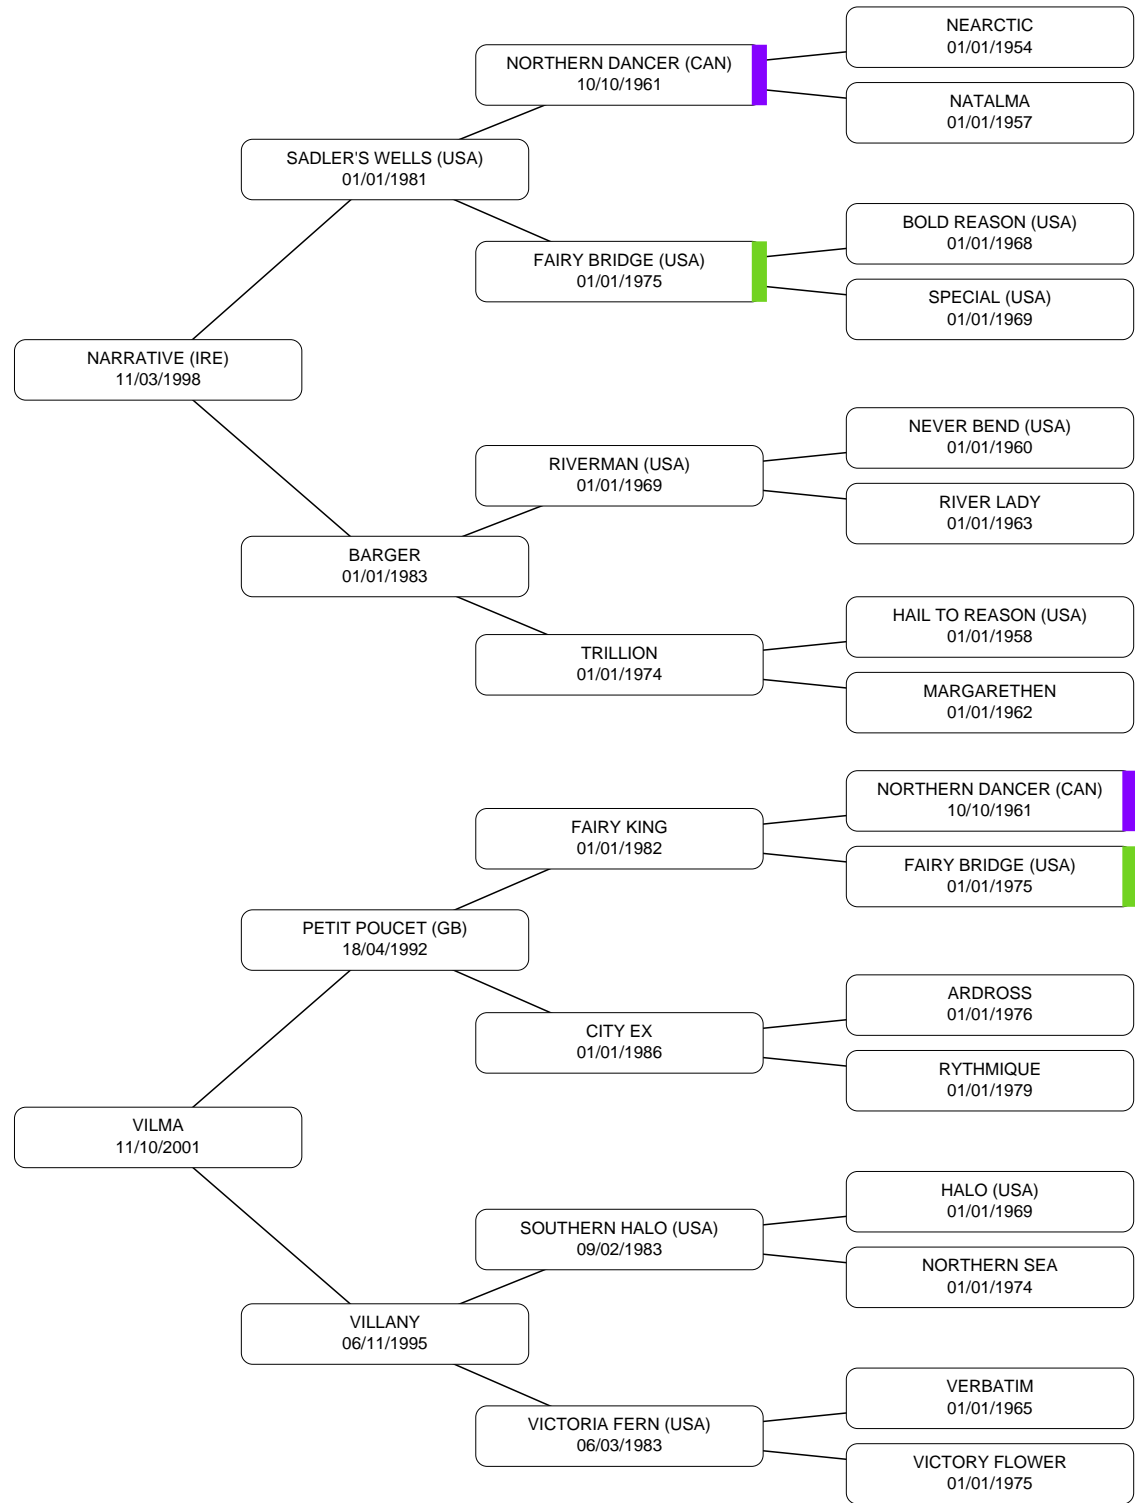 NEARCTIC
01/01/1954
NORTHERN DANCER (CAN)
10/10/1961
NATALMA
01/01/1957
SADLER'S WELLS (USA)
01/01/1981
BOLD REASON (USA)
01/01/1968
FAIRY BRIDGE (USA)
01/01/1975
SPECIAL (USA)
01/01/1969
NARRATIVE (IRE)
11/03/1998
NEVER BEND (USA)
01/01/1960
RIVERMAN (USA)
01/01/1969
RIVER LADY
01/01/1963
BARGER
01/01/1983
HAIL TO REASON (USA)
01/01/1958
TRILLION
01/01/1974
MARGARETHEN
01/01/1962
NORTHERN DANCER (CAN)
10/10/1961
FAIRY KING
01/01/1982
FAIRY BRIDGE (USA)
01/01/1975
PETIT POUCET (GB)
18/04/1992
ARDROSS
01/01/1976
CITY EX
01/01/1986
RYTHMIQUE
01/01/1979
VILMA
11/10/2001
HALO (USA)
01/01/1969
SOUTHERN HALO (USA)
09/02/1983
NORTHERN SEA
01/01/1974
VILLANY
06/11/1995
VERBATIM
01/01/1965
VICTORIA FERN (USA)
06/03/1983
VICTORY FLOWER
01/01/1975